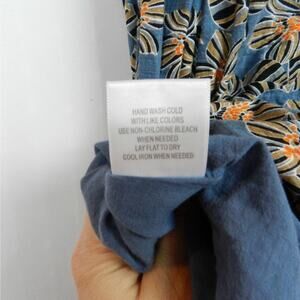 HAND WASH COLD
WITH LIKE COLORS
USE NON-CHLORINE BLEACH
WHEN NEEDED
LAY FLAT TO DRY
COOL IRON WHEN NEEDED